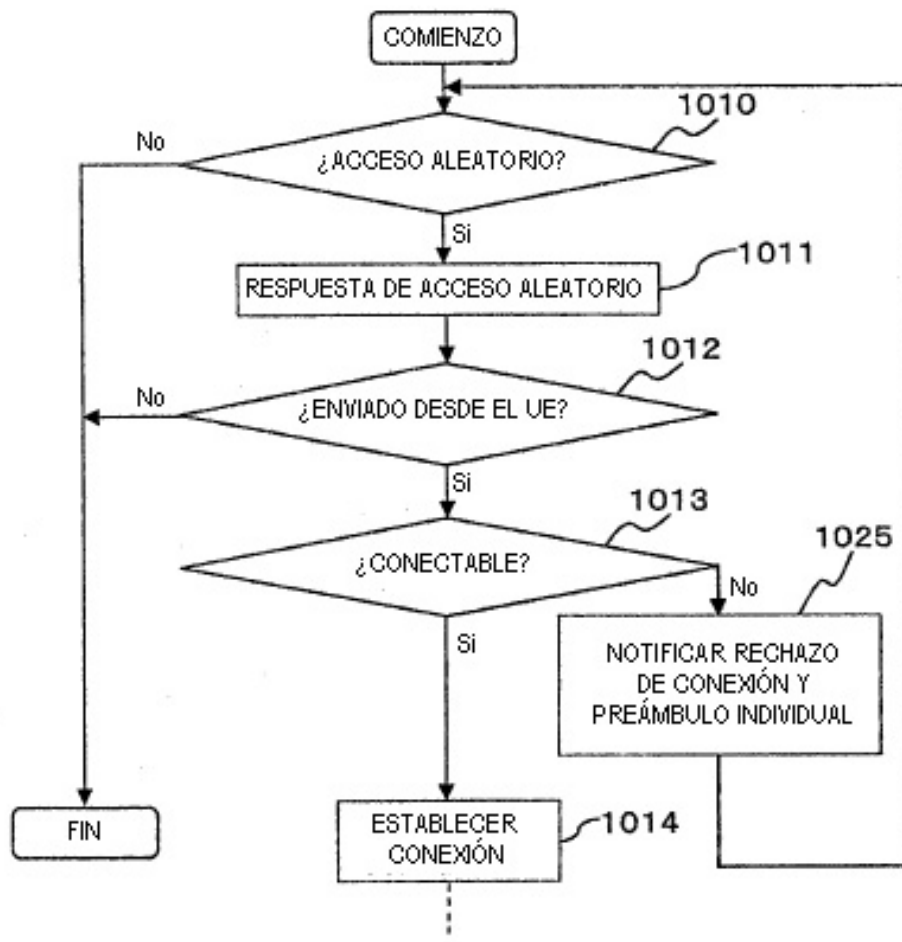 COMIENZO
1010
No
¿ACCESO ALEATORIO?
Si
1011
RESPUESTA DE ACCESO ALEATORIO
1012
No
¿ENVIADO DESDE EL UE?
Si
1013
¿CONECTABLE?
1025
No
Si
NOTIFICAR RECHAZO
DE CONEXIÓN Y
PREÁMBULO INDIVIDUAL
FIN
ESTABLECER
CONEXIÓN
1014